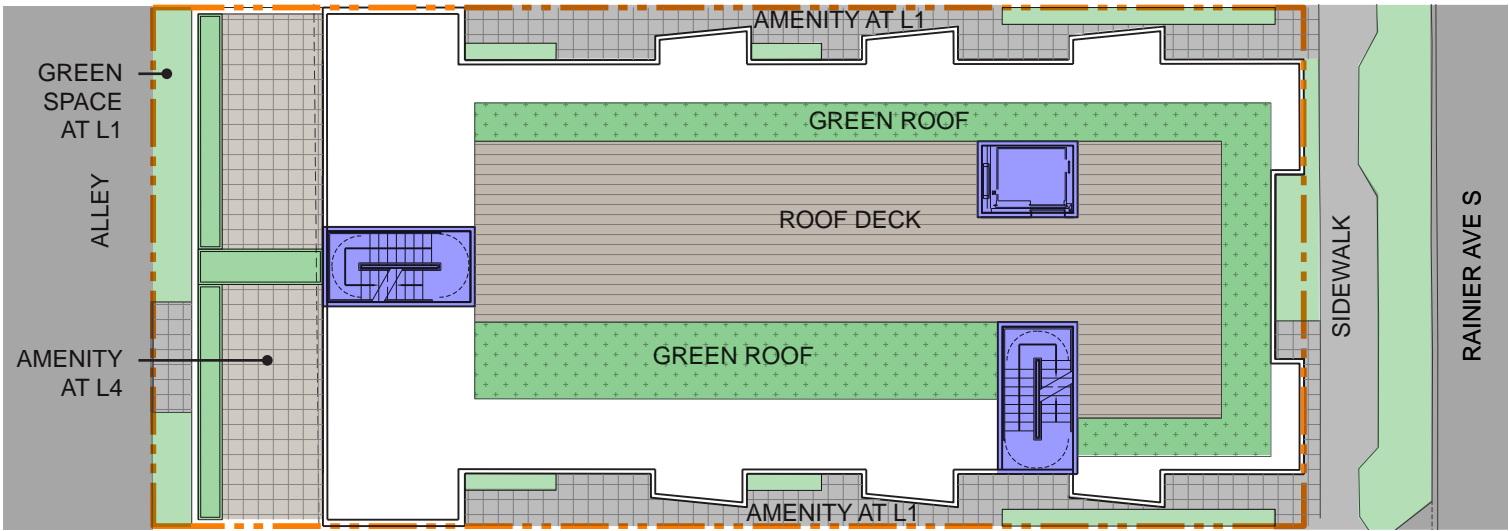 AMENITY AT L1
GREEN
SPACE
AT L1
GREEN ROOF
ALLEY
ROOF DECK
SIDEWALK
RAINIER AVE S
GREEN ROOF
AMENITY
AT L4
AMENITY AT L1